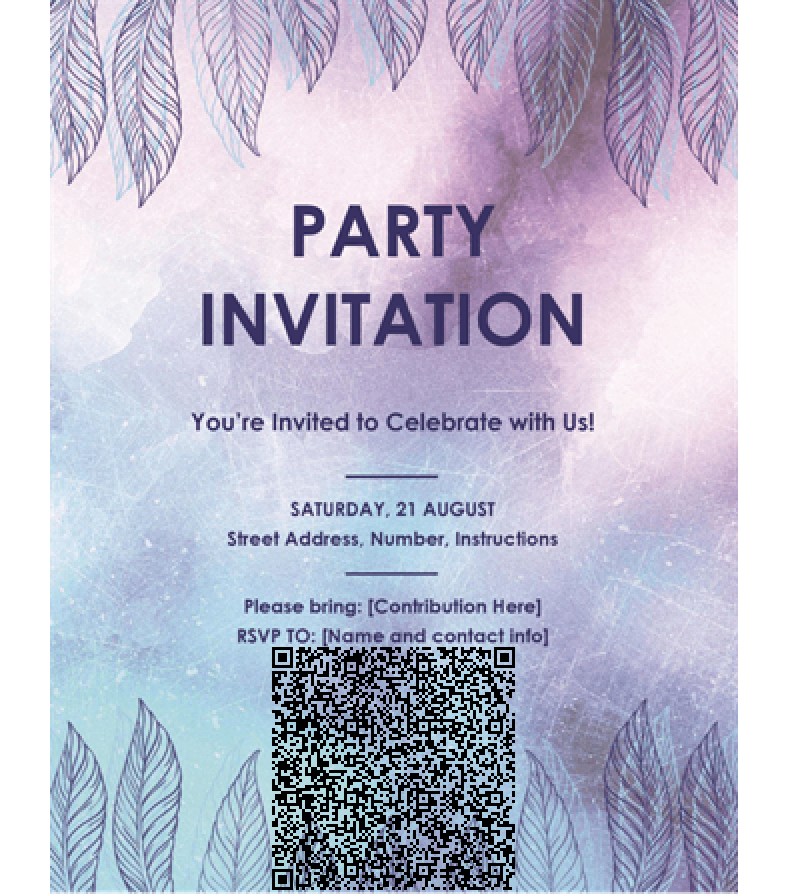 PARTY
INVITATION
You're Invited to Celebrate with Us!
SATURDAY, 21 AUGUST
Street Address, Number, Instructions
Please bring: [Contribution Here]
RSVP TO: [Name and contact info]